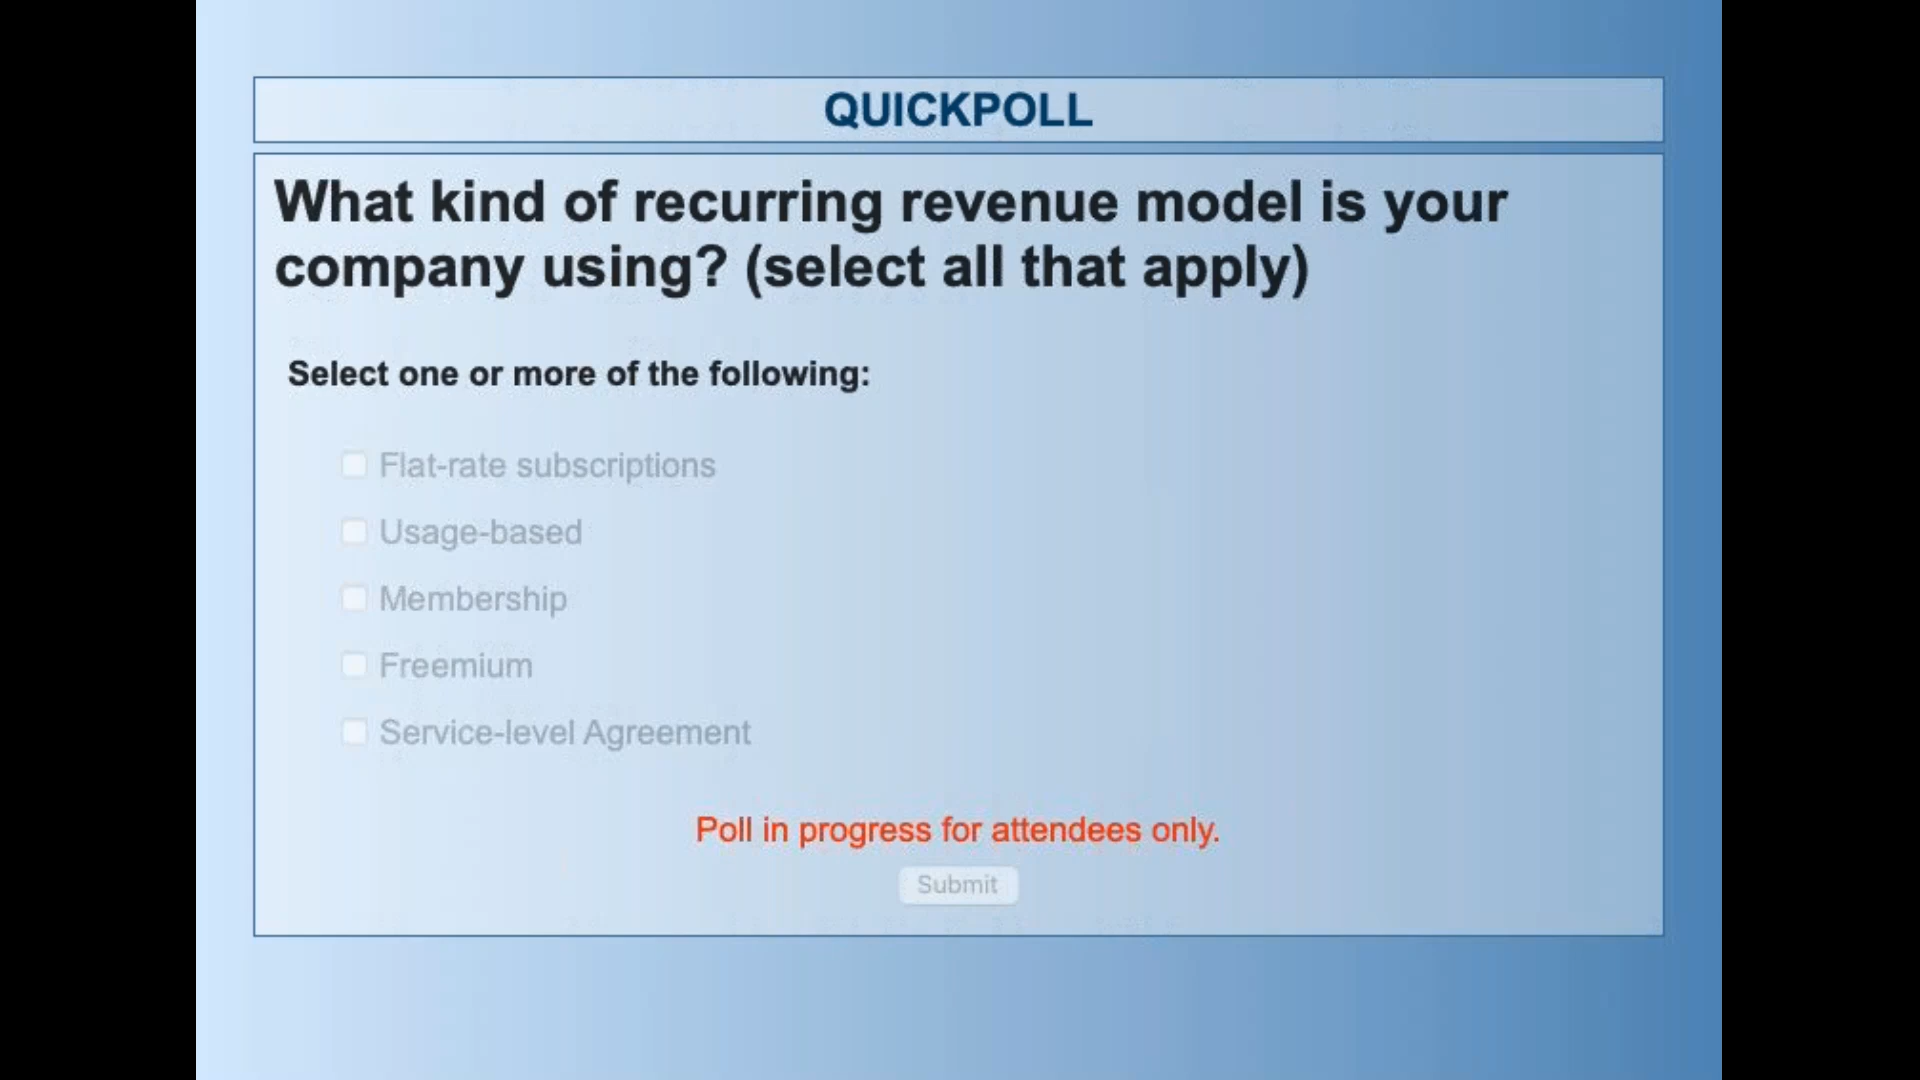 QUICKPOLL
What kind of recurring revenue model is your
company using? (select all that apply)
Select one or more of the following:
Flat-rate subscriptions
Usage-based
Membership
Freemium
Service-level Agreement
Poll in progress for attendees only.
Submit